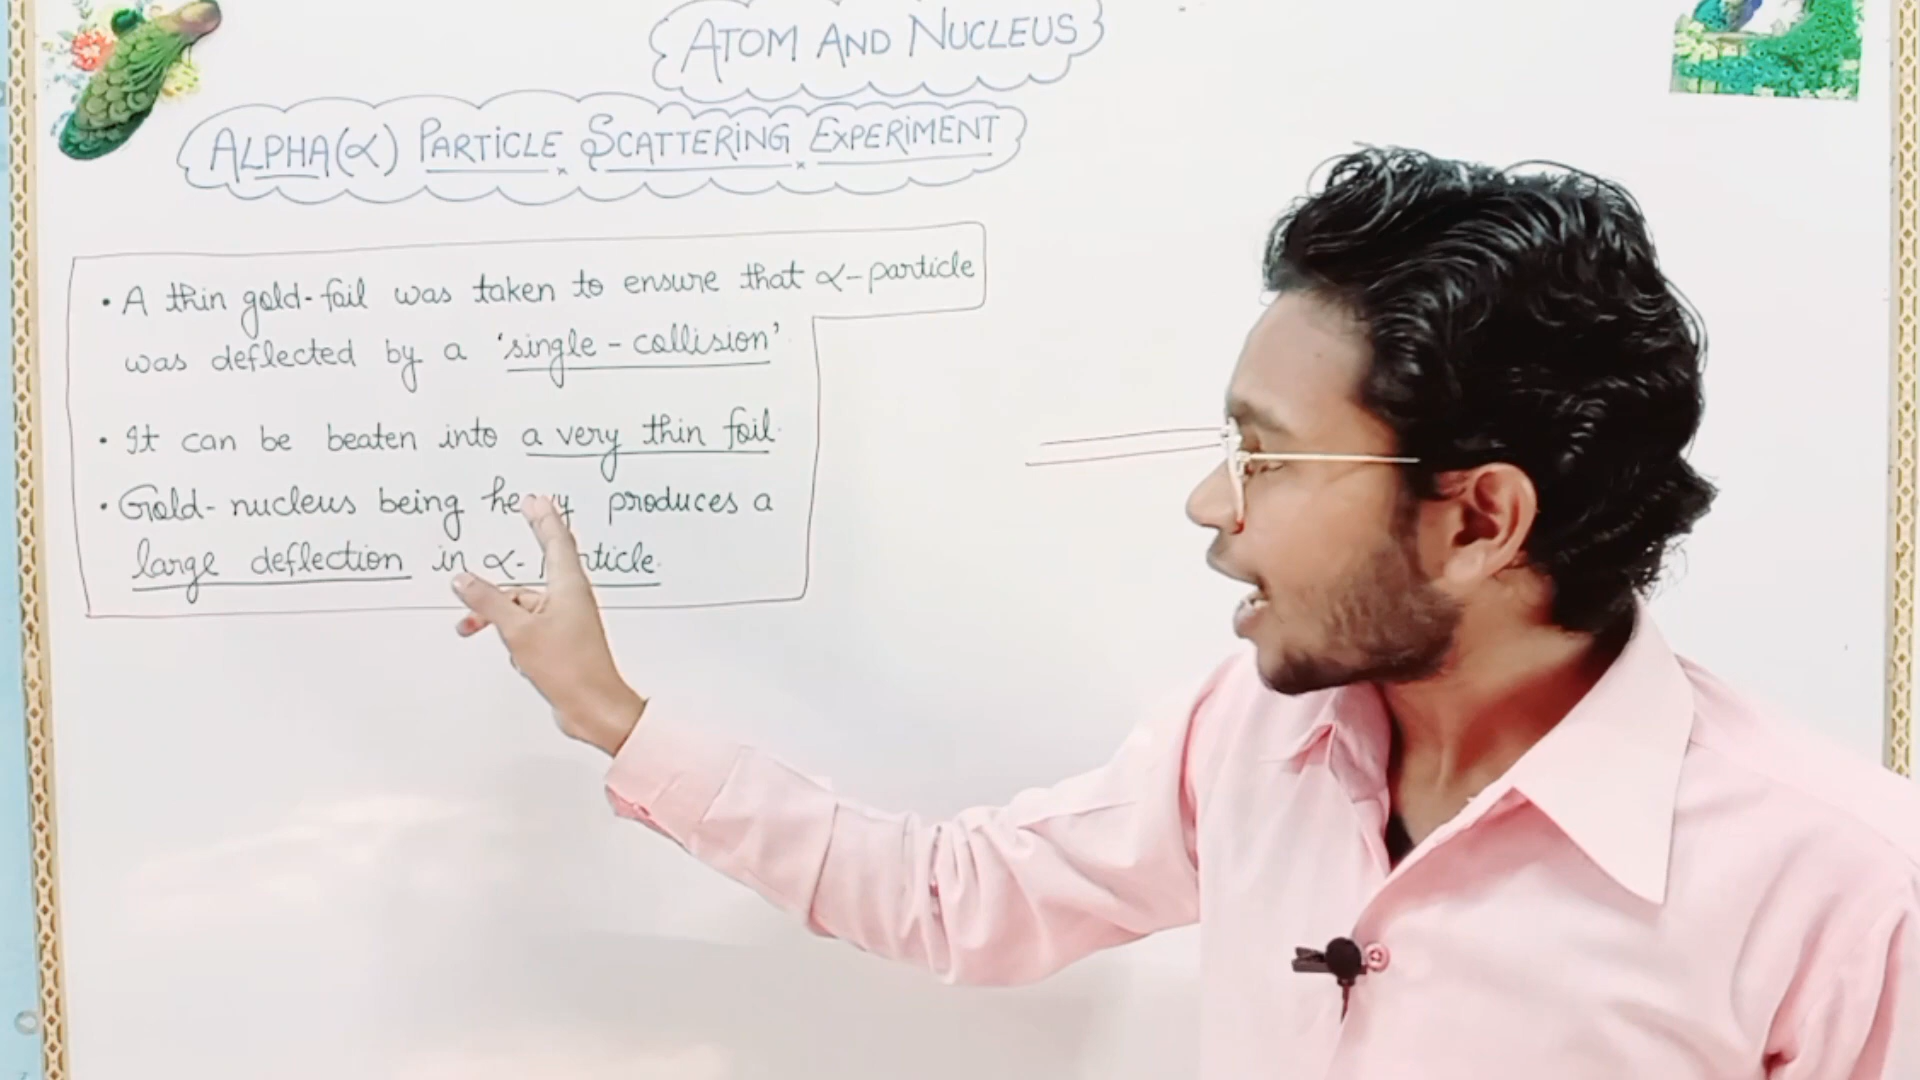 ATOM AND NUCLEUS
ALPHA(α) PARTICLE SCATTERING EXPERIMENT
• A thin gold-foil was taken to ensure that α-particle
was deflected by a 'single-collision'
• It can be beaten into a very thin foil.
• Gold-nucleus being heavy produces a
large deflection in α-particle.